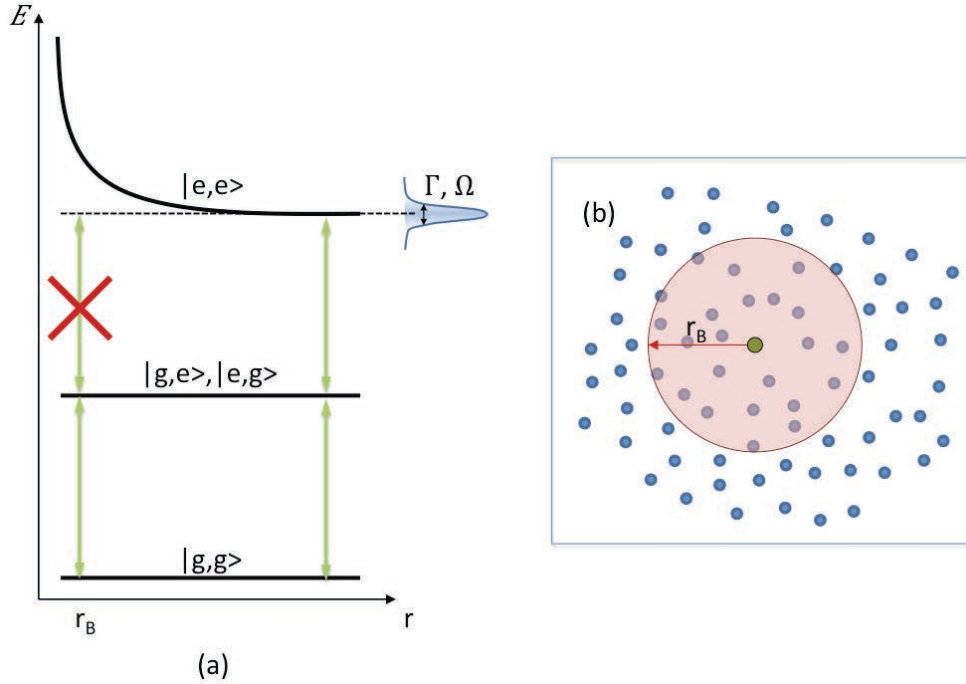 E
|e,e>
Γ, Ω
|g,e>,|e,g>
|g,g>
r_B
r
(a)
(b)
r_B